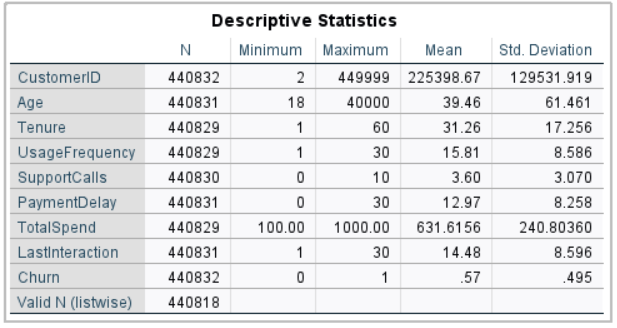 Descriptive Statistics
N Minimum Maximum Mean Std. Deviation
CustomerID 440832 2 449999 225398.67 129531.919
Age 440831 18 40000 39.46 61.461
Tenure 440829 1 60 31.26 17.256
UsageFrequency 440829 1 30 15.81 8.586
SupportCalls 440830 0 10 3.60 3.070
PaymentDelay 440831 0 30 12.97 8.258
TotalSpend 440829 100.00 1000.00 631.6156 240.80360
LastInteraction 440831 1 30 14.48 8.596
Churn 440832 0 1 .57 .495
Valid N (listwise) 440818